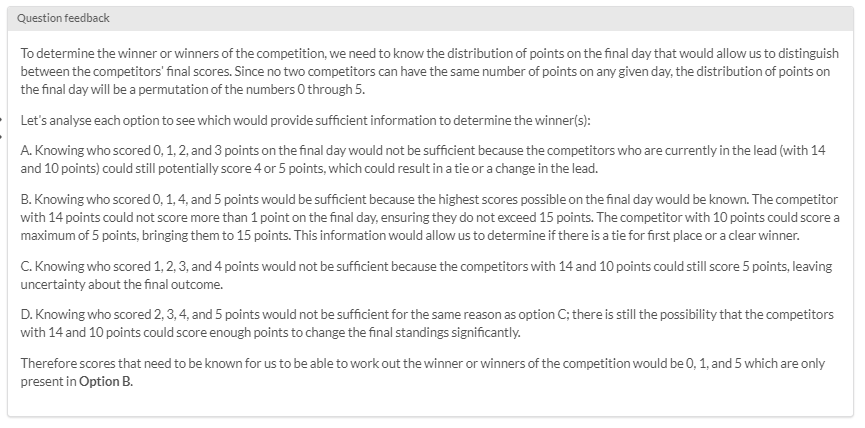 Question feedback
To determine the winner or winners of the competition, we need to know the distribution of points on the final day that would allow us to distinguish
between the competitors' final scores. Since no two competitors can have the same number of points on any given day, the distribution of points on
the final day will be a permutation of the numbers 0 through 5.
Let's analyse each option to see which would provide sufficient information to determine the winner(s):
A. Knowing who scored 0, 1, 2, and 3 points on the final day would not be sufficient because the competitors who are currently in the lead (with 14
and 10 points) could still potentially score 4 or 5 points, which could result in a tie or a change in the lead.
B. Knowing who scored 0, 1, 4, and 5 points would be sufficient because the highest scores possible on the final day would be known. The competitor
with 14 points could not score more than 1 point on the final day, ensuring they do not exceed 15 points. The competitor with 10 points could score a
maximum of 5 points, bringing them to 15 points. This information would allow us to determine if there is a tie for first place or a clear winner.
C. Knowing who scored 1, 2, 3, and 4 points would not be sufficient because the competitors with 14 and 10 points could still score 5 points, leaving
uncertainty about the final outcome.
D. Knowing who scored 2, 3, 4, and 5 points would not be sufficient for the same reason as option C; there is still the possibility that the competitors
with 14 and 10 points could score enough points to change the final standings significantly.
Therefore scores that need to be known for us to be able to work out the winner or winners of the competition would be 0, 1, and 5 which are only
present in Option B.